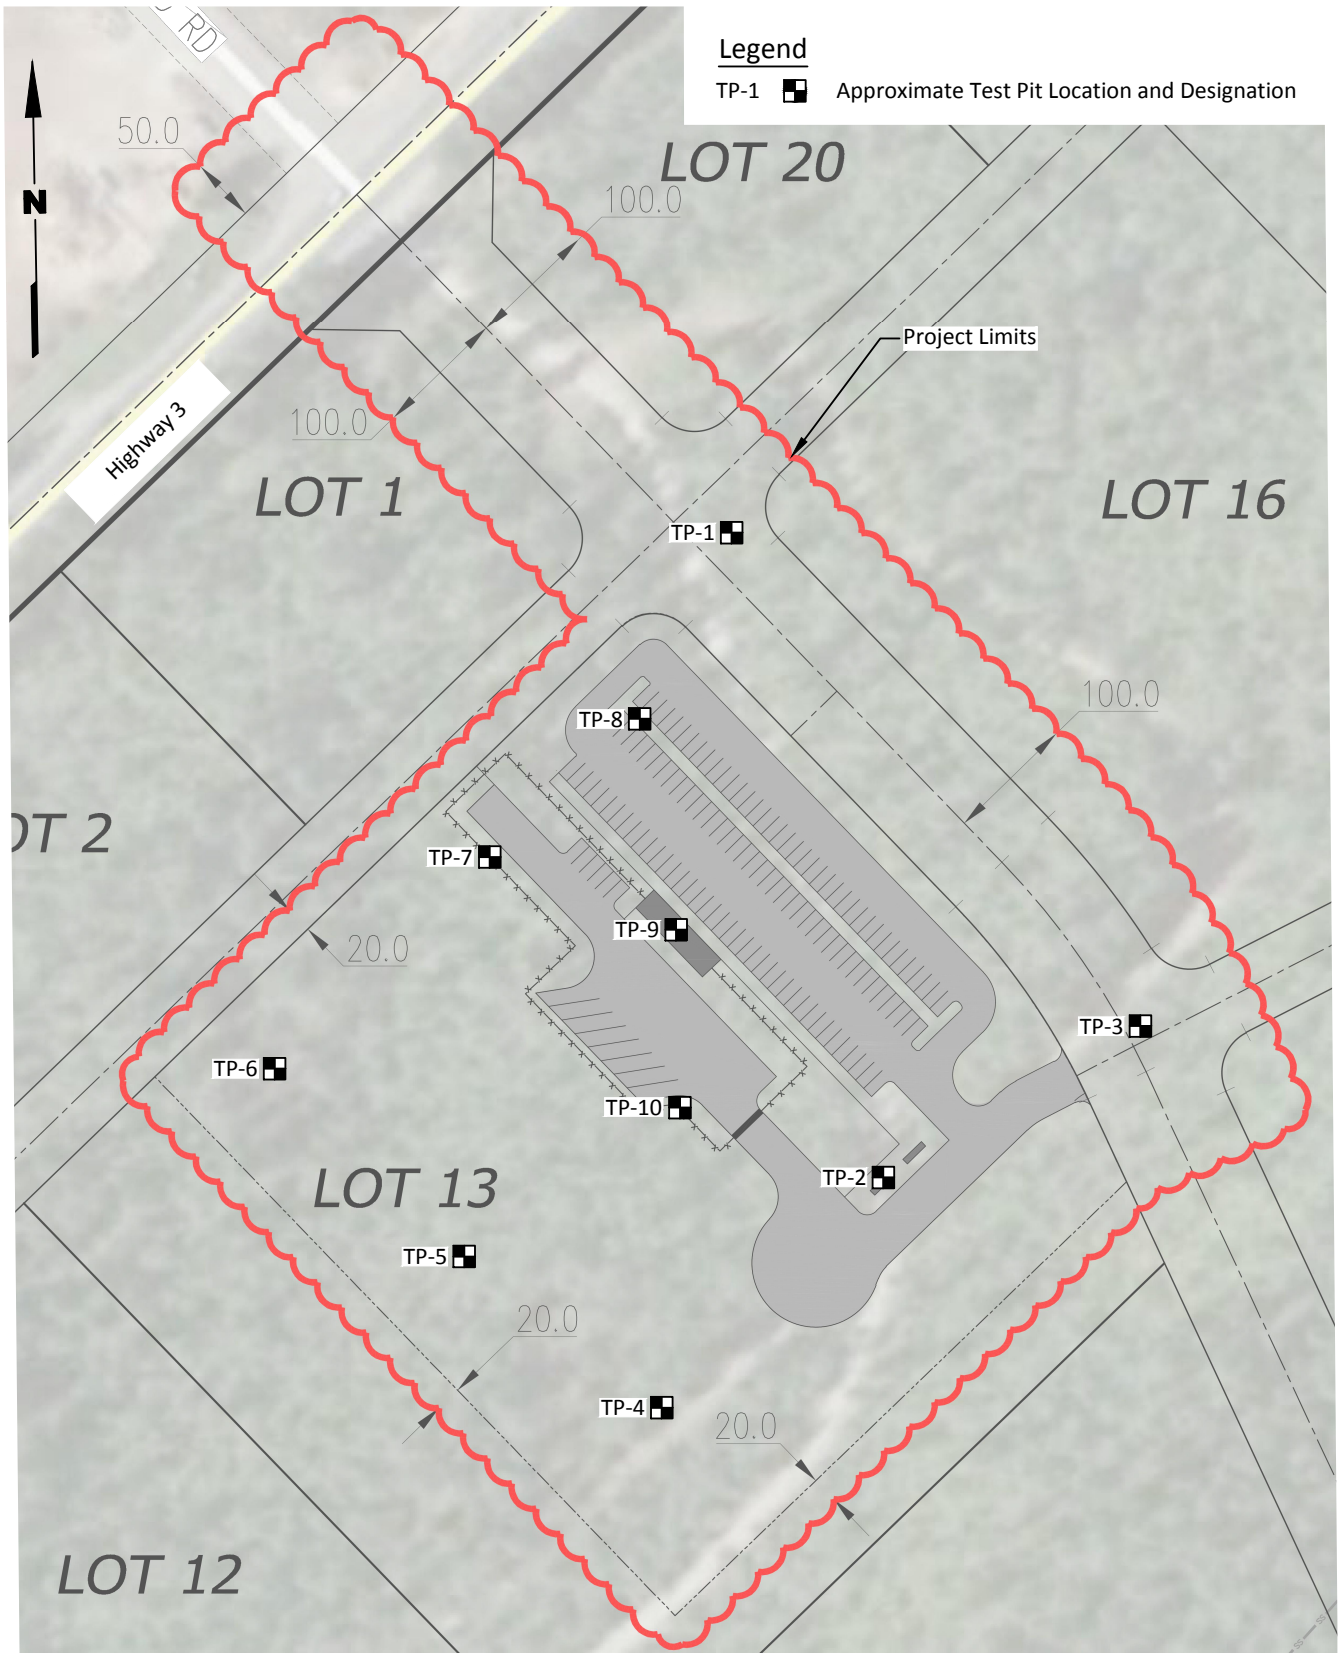 Legend
TP-1 Approximate Test Pit Location and Designation
RD
50.0
LOT 20
N
100.0
Project Limits
Highway 3
100.0
LOT 1
LOT 16
TP-1
100.0
TP-8
OT 2
TP-7
TP-9
20.0
TP-3
TP-6
TP-10
LOT 13
TP-2
TP-5
20.0
TP-4
20.0
LOT 12
SS
SS